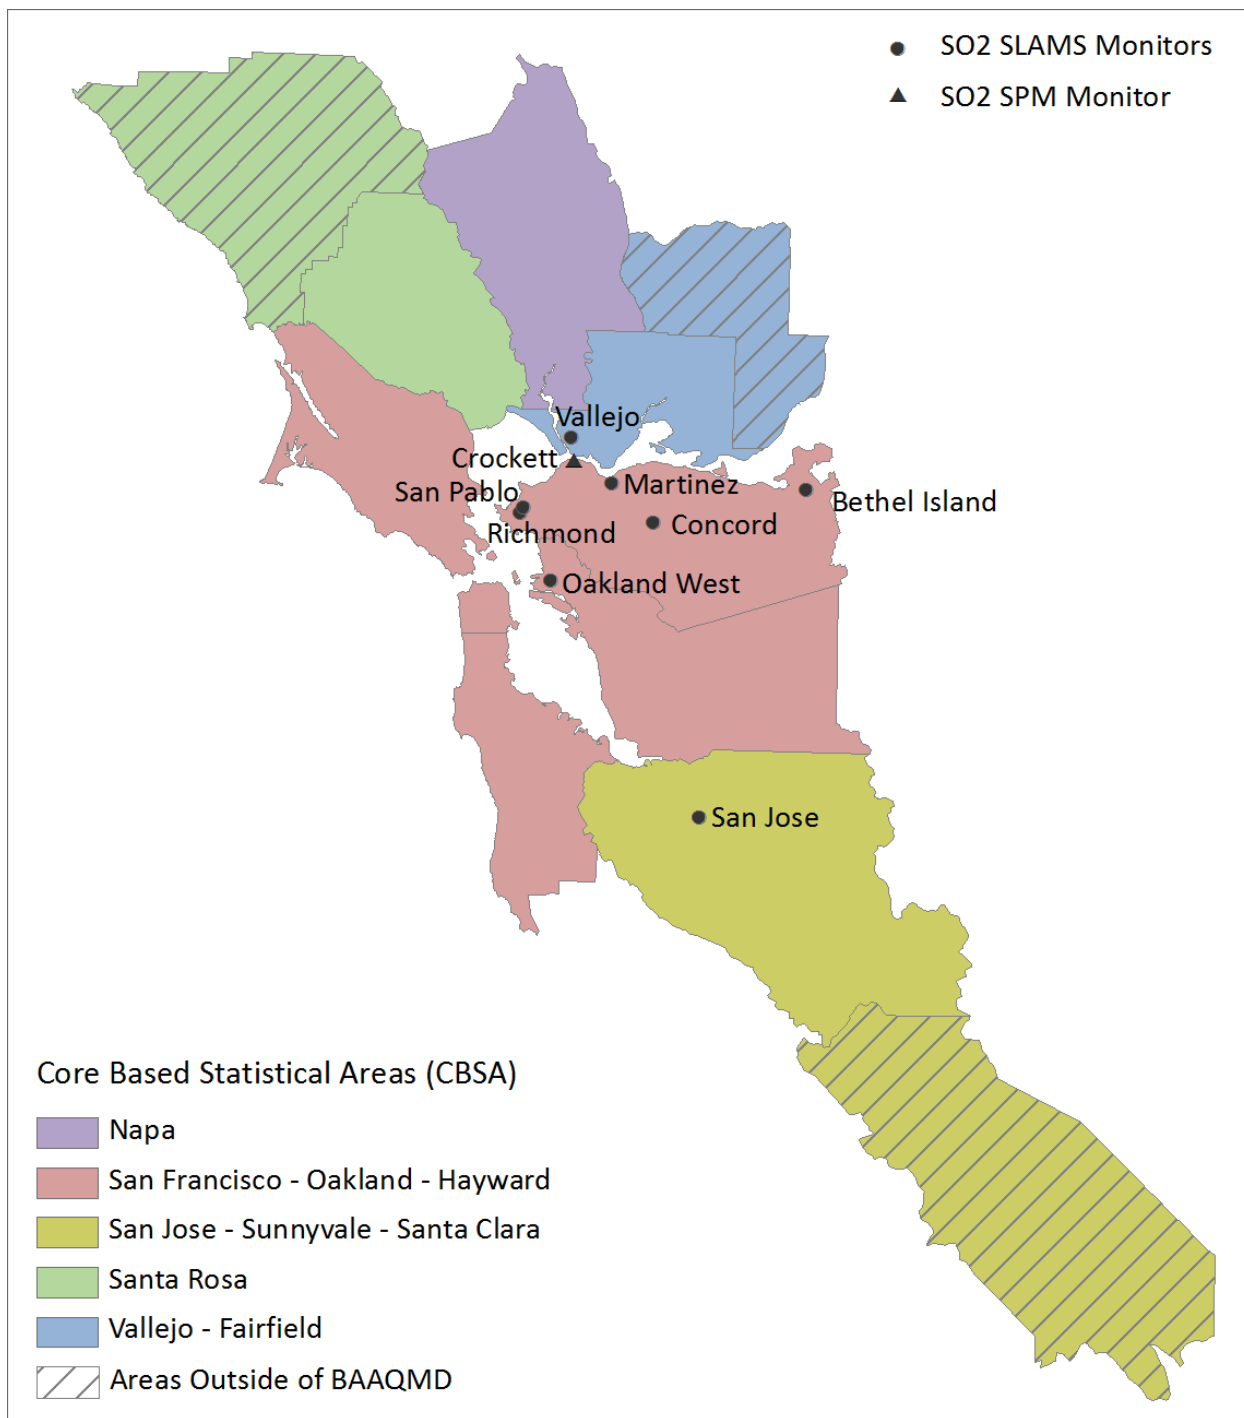 SO2 SLAMS Monitors
SO2 SPM Monitor
Vallejo
Crockett
San Pablo
Martinez
Bethel Island
Richmond
Concord
Oakland West
San Jose
Core Based Statistical Areas (CBSA)
Napa
San Francisco - Oakland - Hayward
San Jose - Sunnyvale - Santa Clara
Santa Rosa
Vallejo - Fairfield
Areas Outside of BAAQMD